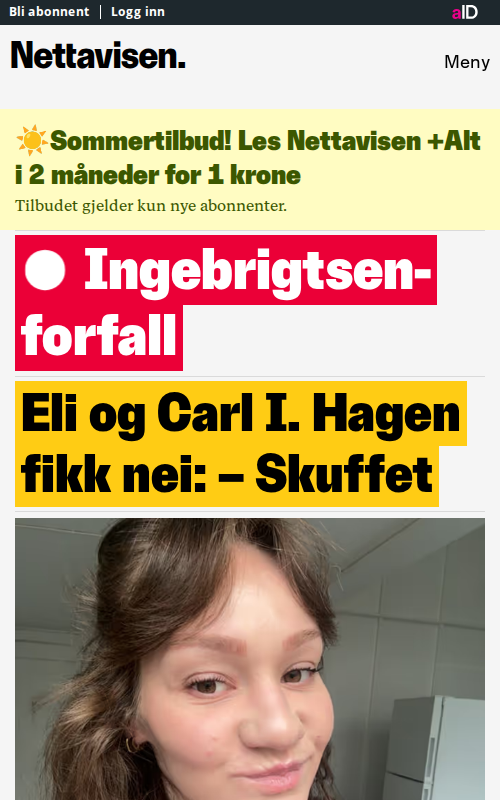 Bli abonnent
Logg inn
aID
Nettavisen.
Meny
☀️Sommertilbud! Les Nettavisen +Alt
i 2 måneder for 1 krone
Tilbudet gjelder kun nye abonnenter.
Ingebrigtsen-
forfall
Eli og Carl I. Hagen
fikk nei: – Skuffet